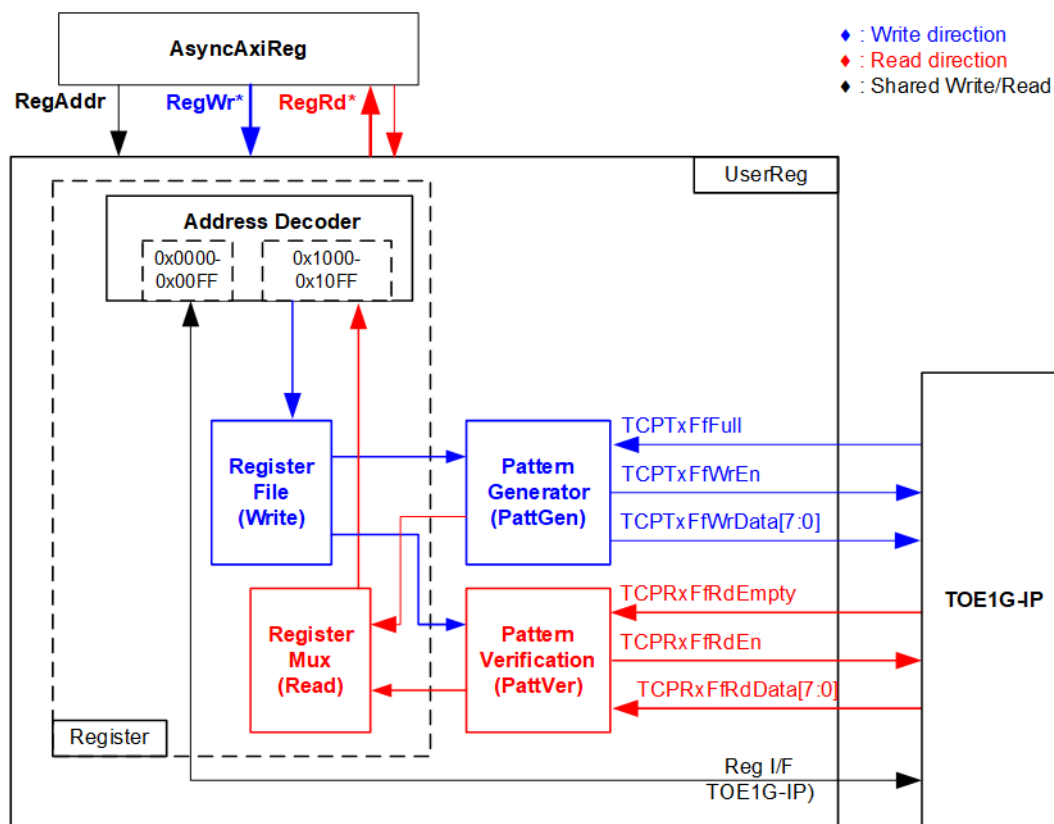 AsyncAxiReg
♦ : Write direction
♦ : Read direction
♦ : Shared Write/Read
RegAddr
RegWr*
RegRd*
UserReg
Address Decoder
0x0000-
0x00FF
0x1000-
0x10FF
Register
File
(Write)
Pattern
Generator
(PattGen)
TCPTxFfFull
TCPTxFfWrEn
TCPTxFfWrData[7:0]
Register
Mux
(Read)
Pattern
Verification
(PattVer)
TCPRxFfRdEmpty
TCPRxFfRdEn
TCPRxFfRdData[7:0]
TOE1G-IP
Register
Reg I/F
TOE1G-IP)